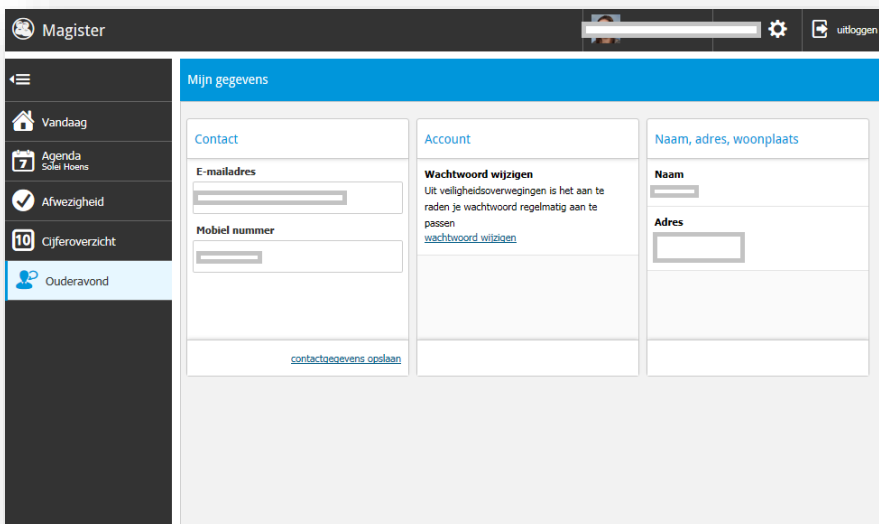 Magister
uitloggen
Mijn gegevens
Vandaag
7
Agenda
Solei Hoens
Afwezigheid
10
Cijferoverzicht
Ouderavond
Contact
E-mailadres
Mobiel nummer
contactgegevens opslaan
Account
Wachtwoord wijzigen
Uit veiligheidsoverwegingen is het aan te
raden je wachtwoord regelmatig aan te
passen
wachtwoord wijzigen
Naam, adres, woonplaats
Naam
Adres